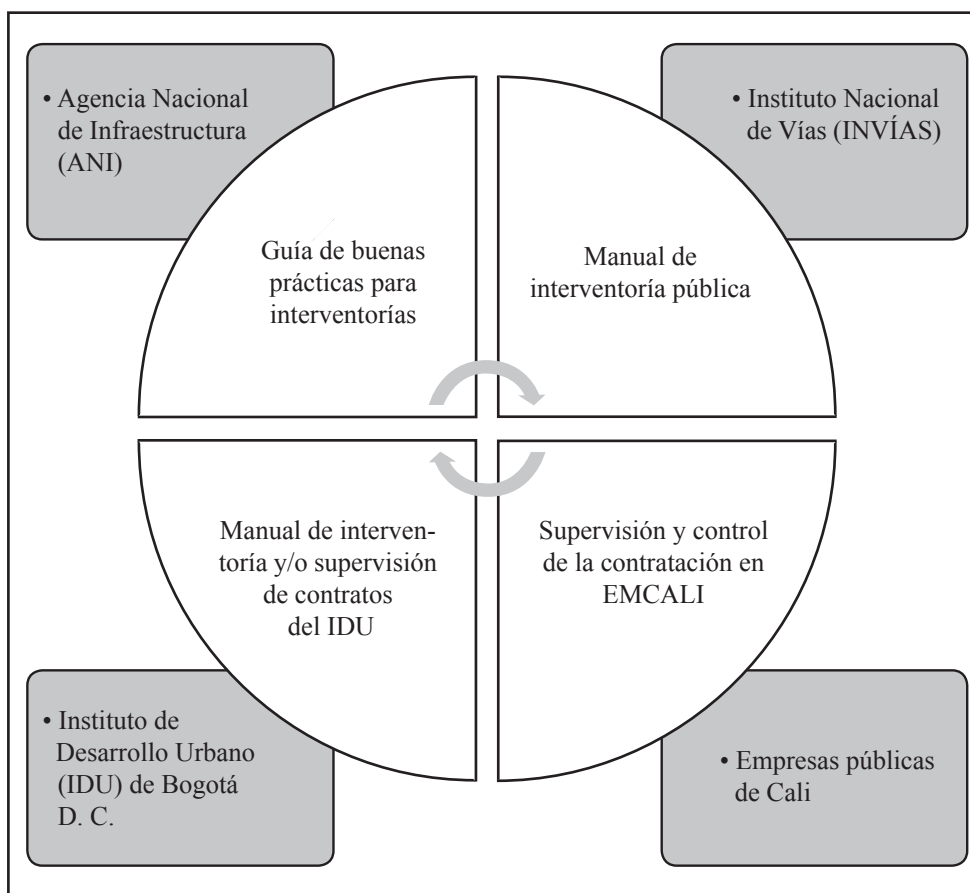 • Agencia Nacional
de Infraestructura
(ANI)
• Instituto Nacional
de Vías (INVÍAS)
Guía de buenas
prácticas para
interventorías
Manual de
interventoría pública
Manual de interven-
toría y/o supervisión
de contratos
del IDU
Supervisión y control
de la contratación en
EMCALI
• Instituto de
Desarrollo Urbano
(IDU) de Bogotá
D. C.
• Empresas públicas
de Cali